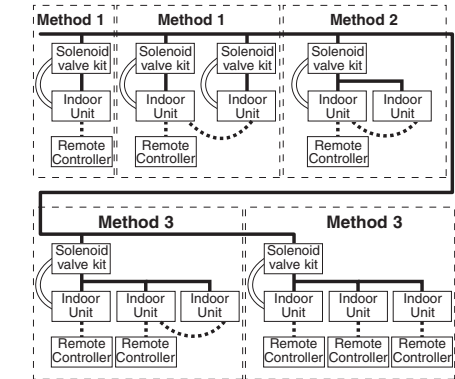 Method 1
Method 1
Method 2
Solenoid
valve kit
Solenoid
valve kit
Solenoid
valve kit
Solenoid
valve kit
Indoor
Unit
Indoor
Unit
Indoor
Unit
Indoor
Unit
Indoor
Unit
Remote
Controller
Remote
Controller
Remote
Controller
Method 3
Method 3
Solenoid
valve kit
Solenoid
valve kit
Indoor
Unit
Indoor
Unit
Indoor
Unit
Indoor
Unit
Indoor
Unit
Indoor
Unit
Remote
Controller
Remote
Controller
Remote
Controller
Remote
Controller
Remote
Controller